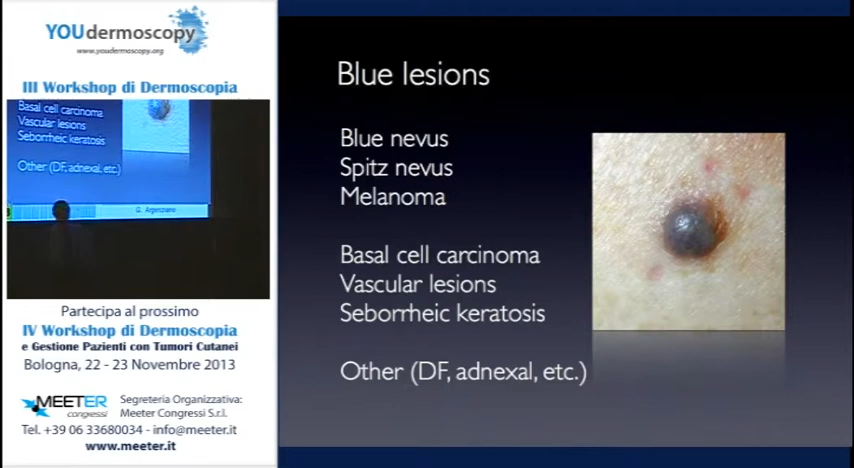 YOUdermoscopy
www.youdermoscopy.org
III Workshop di Dermoscopia
Basal cell carcinoma
Vascular lesions
Seborrheic keratosis
Other (DF, adnexal, etc.)
G. Argenziano
Partecipa al prossimo
IV Workshop di Dermoscopia
e Gestione Pazienti con Tumori Cutanei
Bologna, 22 - 23 Novembre 2013
MEETER
congressi
Segreteria Organizzativa:
Meeter Congressi S.r.l.
Tel. +39 06 33680034 - info@meeter.it
www.meeter.it
Blue lesions
Blue nevus
Spitz nevus
Melanoma
Basal cell carcinoma
Vascular lesions
Seborrheic keratosis
Other (DF, adnexal, etc.)